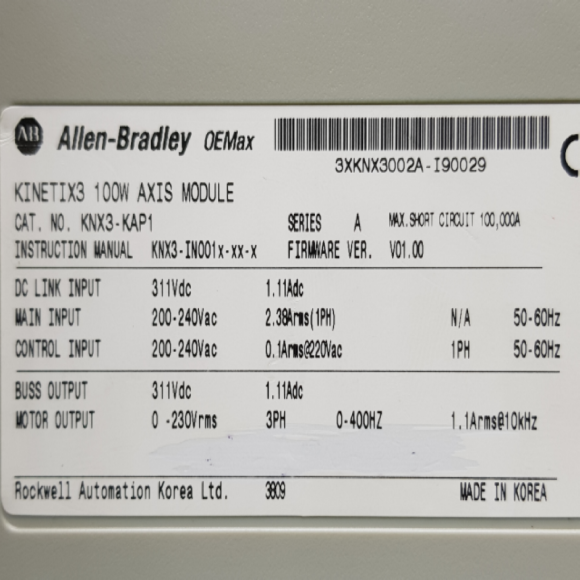 AB Allen-Bradley OEMax
3XKNX3002A-I90029
KINETIX3 100W AXIS MODULE
CAT. NO. KNX3-KAP1 SERIES A MAX.SHORT CIRCUIT 100,000A
INSTRUCTION MANUAL KNX3-IN001x-xx-x FIRMWARE VER. V01.00
DC LINK INPUT 311Vdc 1.11Adc
MAIN INPUT 200-240Vac 2.38Arms(1PH) N/A 50-60Hz
CONTROL INPUT 200-240Vac 0.1Arms@220Vac 1PH 50-60Hz
BUSS OUTPUT 311Vdc 1.11Adc
MOTOR OUTPUT 0 -230Vrms 3PH 0-400HZ 1.1Arms@10kHz
Rockwell Automation Korea Ltd. 3809 MADE IN KOREA